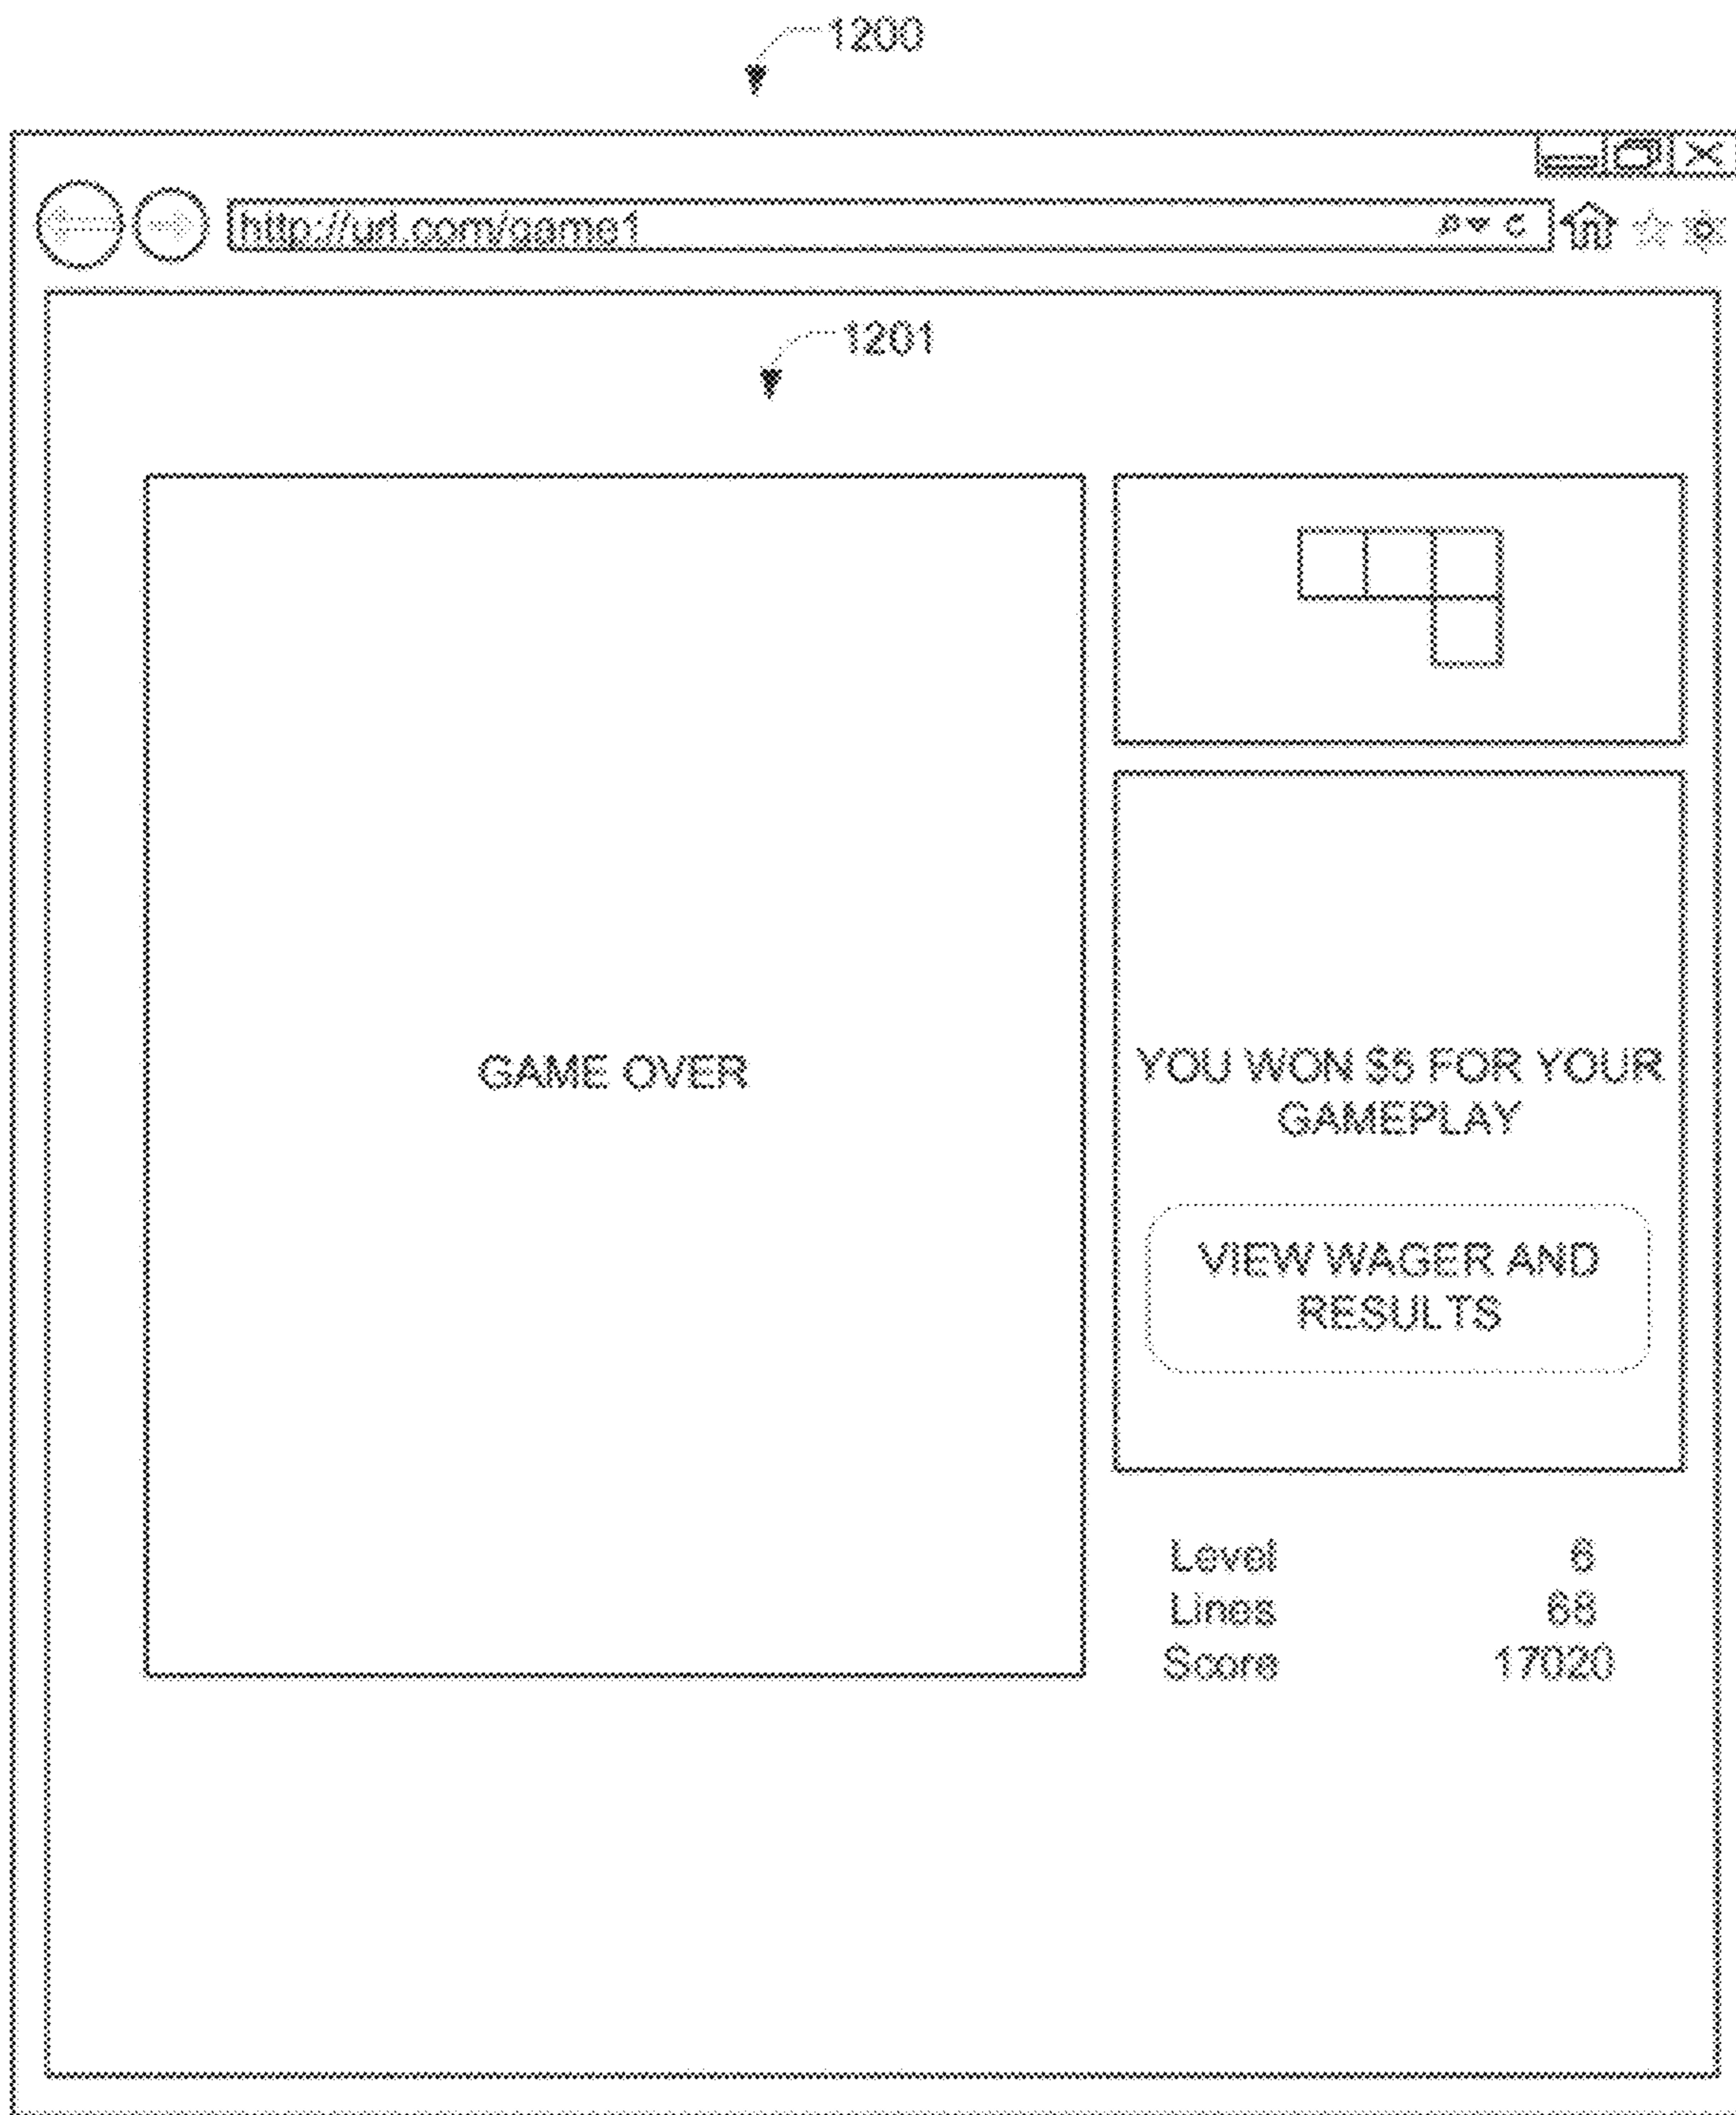 1200
http://url.com/game1
1201
GAME OVER
YOU WON $5 FOR YOUR
GAMEPLAY
VIEW WAGER AND
RESULTS
Level 6
Lines 68
Score 17020